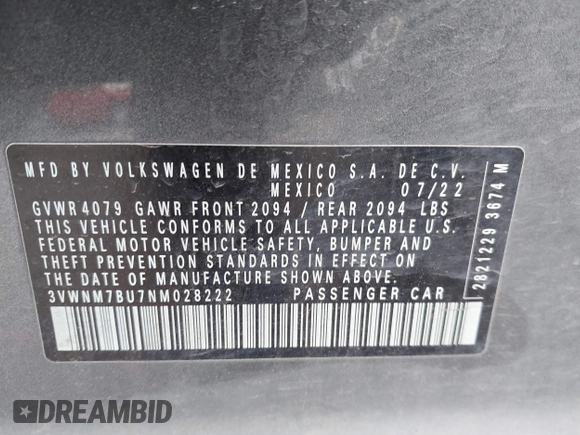 MFD BY VOLKSWAGEN DE MEXICO S.A. DE C.V.
MEXICO 07/22
GVWR 4079 GAWR FRONT 2094 / REAR 2094 LBS
THIS VEHICLE CONFORMS TO ALL APPLICABLE U.S.
FEDERAL MOTOR VEHICLE SAFETY, BUMPER AND
THEFT PREVENTION STANDARDS IN EFFECT ON
THE DATE OF MANUFACTURE SHOWN ABOVE.
3VWNM7BU7NM028222 PASSENGER CAR
2821229 3674 M
DREAMBID